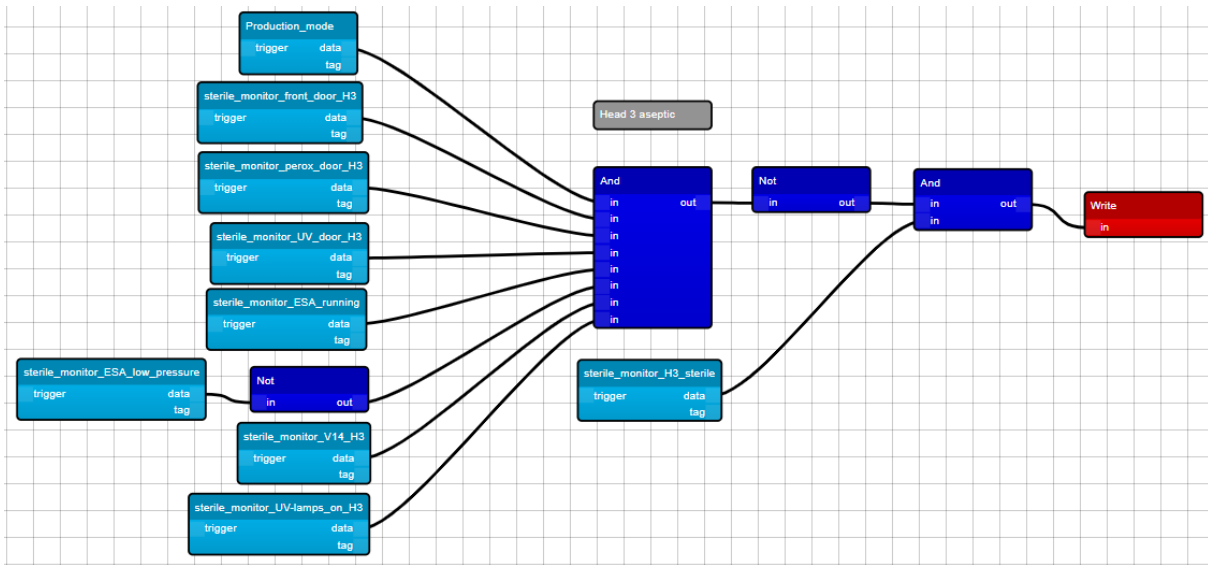 Production_mode
trigger data
tag
sterile_monitor_front_door_H3
trigger data
tag
Head 3 aseptic
sterile_monitor_perox_door_H3
trigger data
tag
And
in out
in
in
in
in
in
in
in
Not
in out
And
in out
in
Write
in
sterile_monitor_UV_door_H3
trigger data
tag
sterile_monitor_ESA_running
trigger data
tag
sterile_monitor_ESA_low_pressure
trigger data
tag
Not
in out
sterile_monitor_H3_sterile
trigger data
tag
sterile_monitor_V14_H3
trigger data
tag
sterile_monitor_UV-lamps_on_H3
trigger data
tag